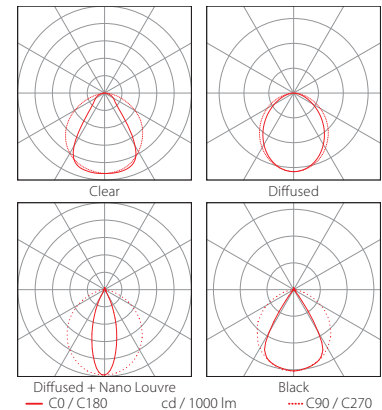 Clear
Diffused
Diffused + Nano Louvre
Black
C0 / C180 cd / 1000 lm C90 / C270